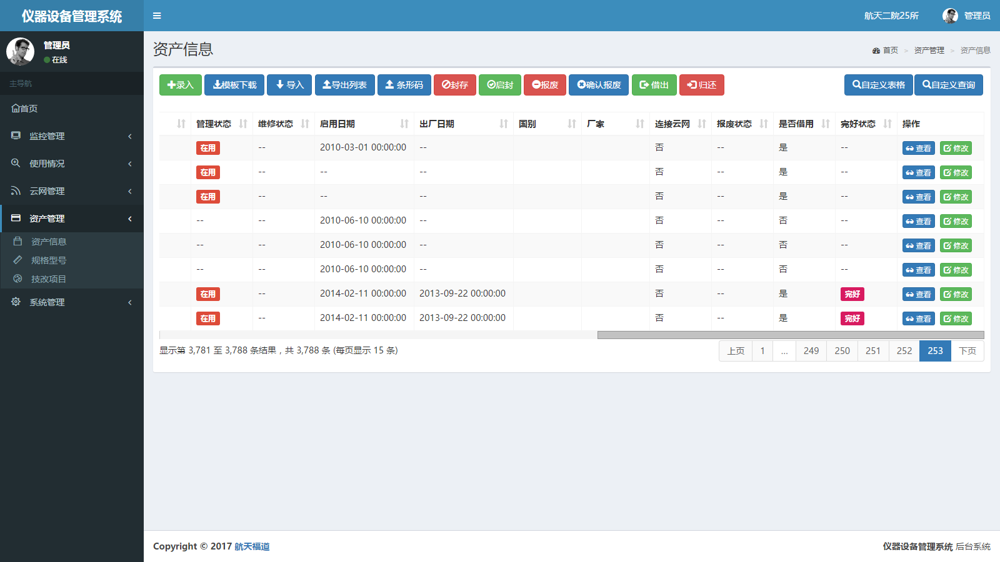 仪器设备管理系统
航天二院25所 管理员
管理员
在线
主导航
首页
监控管理
使用情况
云网管理
资产管理
资产信息
规格型号
技改项目
系统管理
资产信息
首页 > 资产管理 > 资产信息
录入 模板下载 导入 导出列表 条形码 封存 启封 报废 确认报废 借出 归还 自定义表格 自定义查询
管理状态 维修状态 启用日期 出厂日期 国别 厂家 连接云网 报废状态 是否借用 完好状态 操作
在用 -- 2010-03-01 00:00:00 -- 否 -- 是 -- 查看 修改
在用 -- -- -- 否 -- 是 -- 查看 修改
在用 -- -- -- 否 -- 是 -- 查看 修改
-- -- 2010-06-10 00:00:00 -- 否 -- 否 -- 查看 修改
-- -- 2010-06-10 00:00:00 -- 否 -- 否 -- 查看 修改
-- -- 2010-06-10 00:00:00 -- 否 -- 否 -- 查看 修改
在用 -- 2014-02-11 00:00:00 2013-09-22 00:00:00 否 -- 是 完好 查看 修改
在用 -- 2014-02-11 00:00:00 2013-09-22 00:00:00 否 -- 是 完好 查看 修改
显示第 3,781 至 3,788 条结果，共 3,788 条 (每页显示 15 条)
上页 1 ... 249 250 251 252 253 下页
Copyright © 2017 航天福道
仪器设备管理系统 后台系统